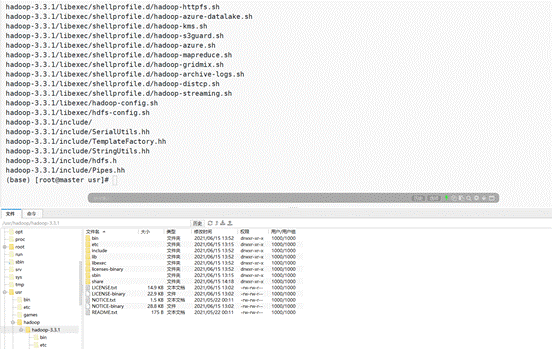 hadoop-3.3.1/libexec/shellprofile.d/hadoop-httpfs.sh
hadoop-3.3.1/libexec/shellprofile.d/hadoop-azure-datalake.sh
hadoop-3.3.1/libexec/shellprofile.d/hadoop-kms.sh
hadoop-3.3.1/libexec/shellprofile.d/hadoop-s3guard.sh
hadoop-3.3.1/libexec/shellprofile.d/hadoop-azure.sh
hadoop-3.3.1/libexec/shellprofile.d/hadoop-mapreduce.sh
hadoop-3.3.1/libexec/shellprofile.d/hadoop-gridmix.sh
hadoop-3.3.1/libexec/shellprofile.d/hadoop-archive-logs.sh
hadoop-3.3.1/libexec/shellprofile.d/hadoop-distcp.sh
hadoop-3.3.1/libexec/shellprofile.d/hadoop-streaming.sh
hadoop-3.3.1/libexec/hadoop-config.sh
hadoop-3.3.1/libexec/hdfs-config.sh
hadoop-3.3.1/include/
hadoop-3.3.1/include/SerialUtils.hh
hadoop-3.3.1/include/TemplateFactory.hh
hadoop-3.3.1/include/StringUtils.hh
hadoop-3.3.1/include/hdfs.h
hadoop-3.3.1/include/Pipes.hh
(base) [root@master usr]#
文件 命令
/usr/hadoop/hadoop-3.3.1 历史
opt
proc
root
run
sbin
srv
sys
tmp
usr
bin
etc
games
hadoop
hadoop-3.3.1
bin
etc
文件名 大小 类型 修改时间 权限 用户/用户组
bin 文件夹 2021/06/15 13:52 drwxr-xr-x 1000/1000
etc 文件夹 2021/06/15 13:15 drwxr-xr-x 1000/1000
include 文件夹 2021/06/15 13:52 drwxr-xr-x 1000/1000
lib 文件夹 2021/06/15 13:52 drwxr-xr-x 1000/1000
libexec 文件夹 2021/06/15 13:52 drwxr-xr-x 1000/1000
licenses-binary 文件夹 2021/06/15 13:52 drwxr-xr-x 1000/1000
sbin 文件夹 2021/06/15 13:15 drwxr-xr-x 1000/1000
share 文件夹 2021/06/15 14:18 drwxr-xr-x 1000/1000
LICENSE.txt 14.9 KB 文本文档 2021/06/15 13:02 -rw-rw-r-- 1000/1000
LICENSE-binary 22.9 KB 文件 2021/06/15 13:02 -rw-rw-r-- 1000/1000
NOTICE.txt 1.5 KB 文本文档 2021/05/22 00:11 -rw-rw-r-- 1000/1000
NOTICE-binary 28.8 KB 文件 2021/06/15 13:02 -rw-rw-r-- 1000/1000
README.txt 175 B 文本文档 2021/05/22 00:11 -rw-rw-r-- 1000/1000